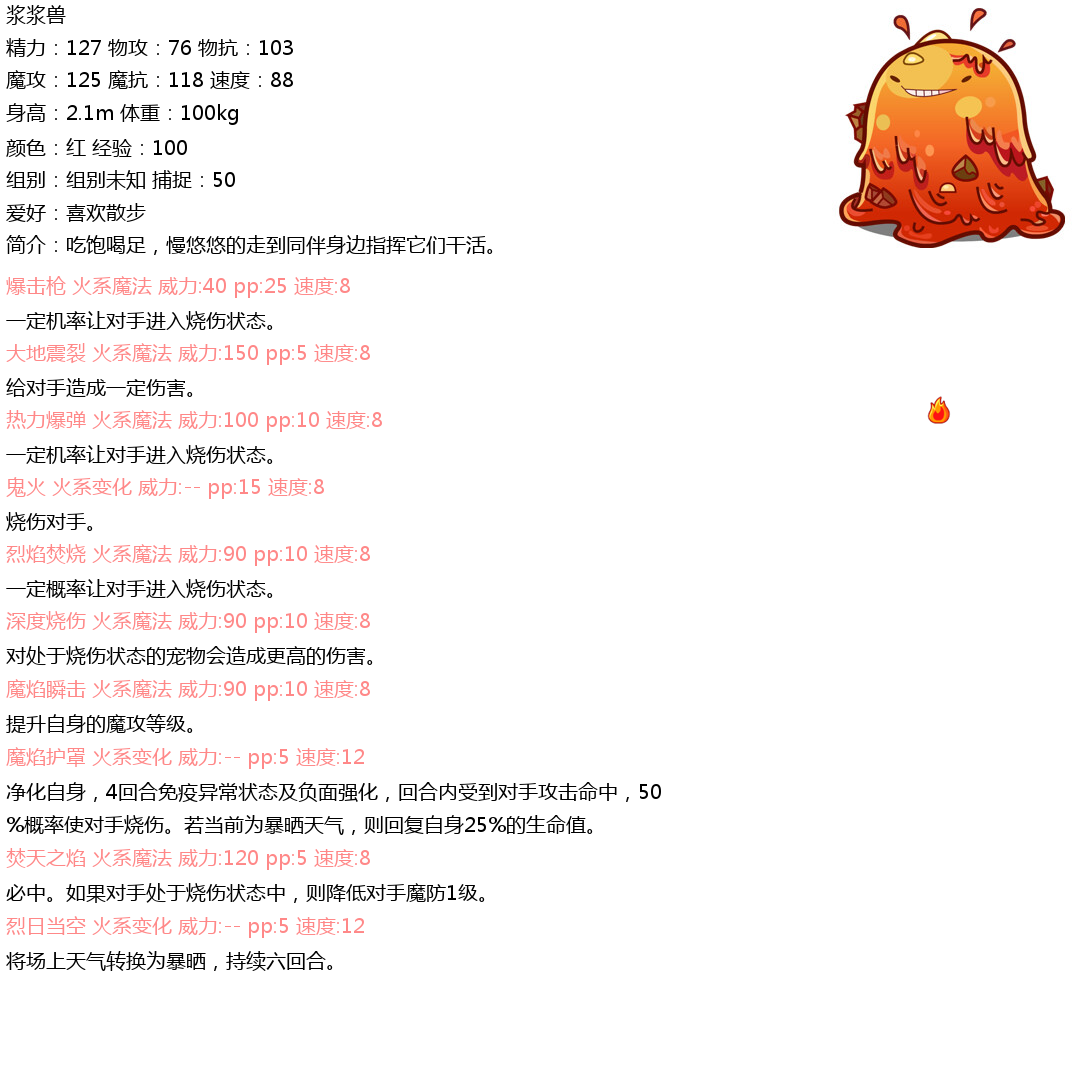 浆浆兽
精力：127 物攻：76 物抗：103
魔攻：125 魔抗：118 速度：88
身高：2.1m 体重：100kg
颜色：红 经验：100
组别：组别未知 捕捉：50
爱好：喜欢散步
简介：吃饱喝足，慢悠悠的走到同伴身边指挥它们干活。
爆击枪 火系魔法 威力:40 pp:25 速度:8
一定机率让对手进入烧伤状态。
大地震裂 火系魔法 威力:150 pp:5 速度:8
给对手造成一定伤害。
热力爆弹 火系魔法 威力:100 pp:10 速度:8
一定机率让对手进入烧伤状态。
鬼火 火系变化 威力:-- pp:15 速度:8
烧伤对手。
烈焰焚烧 火系魔法 威力:90 pp:10 速度:8
一定概率让对手进入烧伤状态。
深度烧伤 火系魔法 威力:90 pp:10 速度:8
对处于烧伤状态的宠物会造成更高的伤害。
魔焰瞬击 火系魔法 威力:90 pp:10 速度:8
提升自身的魔攻等级。
魔焰护罩 火系变化 威力:-- pp:5 速度:12
净化自身，4回合免疫异常状态及负面强化，回合内受到对手攻击命中，50
%概率使对手烧伤。若当前为暴晒天气，则回复自身25%的生命值。
焚天之焰 火系魔法 威力:120 pp:5 速度:8
必中。如果对手处于烧伤状态中，则降低对手魔防1级。
烈日当空 火系变化 威力:-- pp:5 速度:12
将场上天气转换为暴晒，持续六回合。